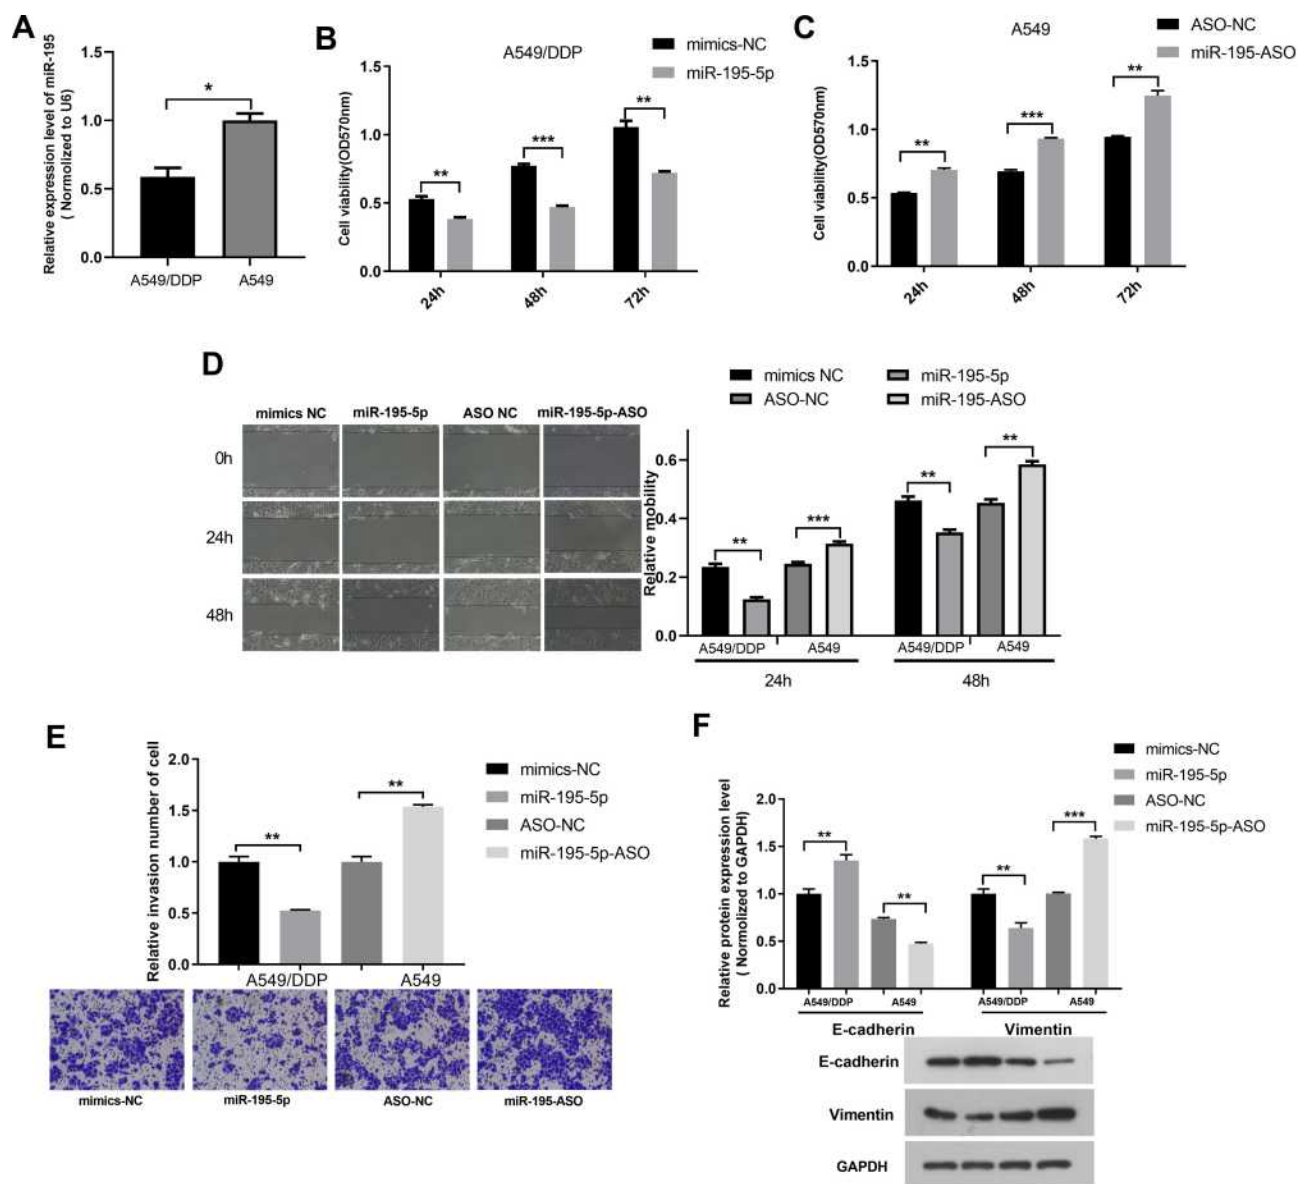 A
Relative expression level of miR-195
( Normalized to U6)
1.5
1.0
0.5
0.0
*
A549/DDP
A549
B
A549/DDP
mimics-NC
miR-195-5p
Cell viability(OD570nm)
1.5
1.0
0.5
0.0
**
***
**
24h
48h
72h
C
A549
ASO-NC
miR-195-ASO
Cell viability(OD570nm)
1.5
1.0
0.5
0.0
**
***
**
24h
48h
72h
D
mimics NC
miR-195-5p
ASO NC
miR-195-5p-ASO
0h
24h
48h
mimics NC
miR-195-5p
ASO-NC
miR-195-ASO
Relative mobility
0.6
0.4
0.2
0.0
**
***
**
**
A549/DDP
A549
A549/DDP
A549
24h
48h
E
Relative invasion number of cell
2.0
1.5
1.0
0.5
0.0
**
**
A549/DDP
A549
mimics-NC
miR-195-5p
ASO-NC
miR-195-5p-ASO
mimics-NC
miR-195-5p
ASO-NC
miR-195-ASO
F
mimics-NC
miR-195-5p
ASO-NC
miR-195-5p-ASO
Relative protein expression level
( Normalized to GAPDH)
2.0
1.5
1.0
0.5
0.0
**
**
**
***
A549/DDP
A549
A549/DDP
A549
E-cadherin
Vimentin
E-cadherin
Vimentin
GAPDH